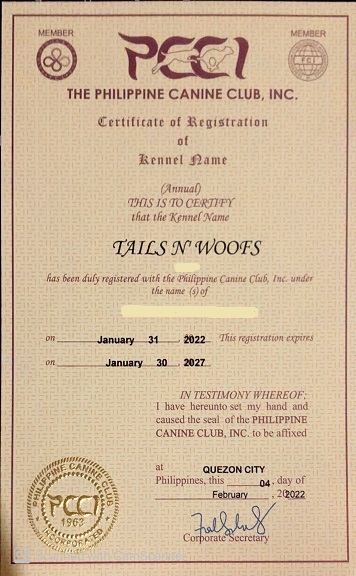 MEMBER
MEMBER
PCCI
FCI
THE PHILIPPINE CANINE CLUB, INC.
Certificate of Registration
of
Kennel Name
(Annual)
THIS IS TO CERTIFY
that the Kennel Name
TAILS N' WOOFS
has been duly registered with the Philippine Canine Club, Inc. under
the name (s) of
on January 31, 2022 This registration expires
on January 30, 2027
IN TESTIMONY WHEREOF;
I have hereunto set my hand and
caused the seal of the PHILIPPINE
CANINE CLUB, INC. to be affixed
at QUEZON CITY
Philippines, this 04, day of
February, 2022
Corporate Secretary
PHILIPPINE CANINE CLUB
PCCI
1963
INCORPORATED